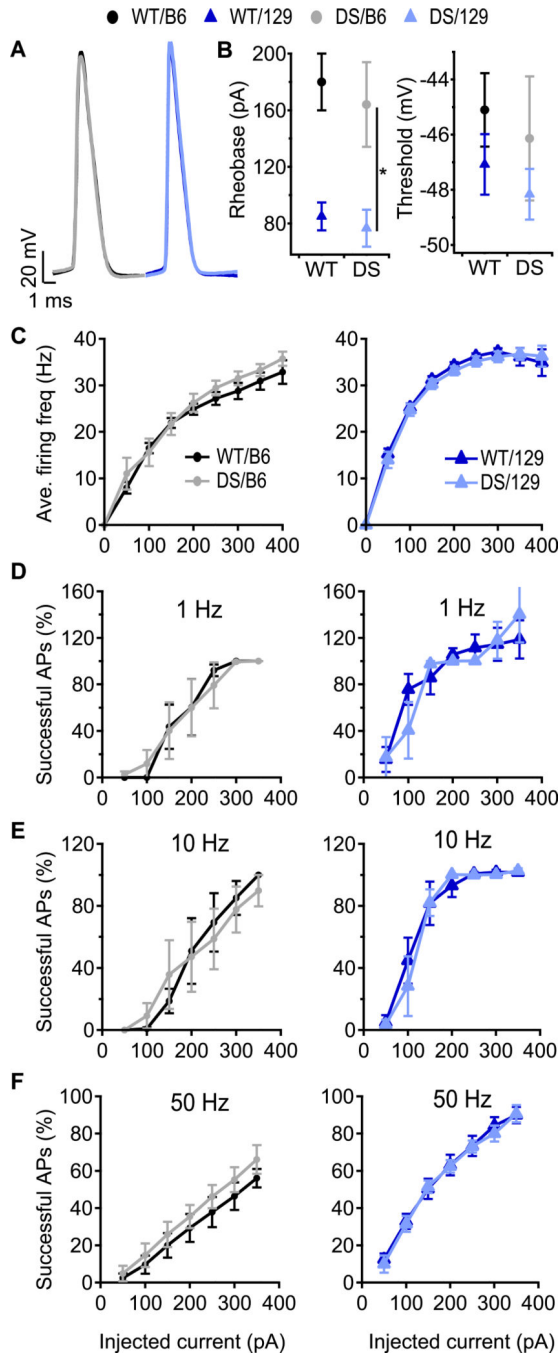 WT/B6 WT/129 DS/B6 DS/129
A
20 mV
1 ms
B
Rheobase (pA)
200
160
120
80
WT DS
*
Threshold (mV)
-44
-46
-48
-50
WT DS
C
Ave. firing freq (Hz)
40
30
20
10
0
0 100 200 300 400
WT/B6
DS/B6
40
30
20
10
0
0 100 200 300 400
WT/129
DS/129
D
Successful APs (%)
1 Hz
160
120
80
40
0
0 100 200 300 400
1 Hz
160
120
80
40
0
0 100 200 300 400
E
Successful APs (%)
10 Hz
120
80
40
0
0 100 200 300 400
10 Hz
120
80
40
0
0 100 200 300 400
F
Successful APs (%)
50 Hz
100
80
60
40
20
0
0 100 200 300 400
Injected current (pA)
50 Hz
100
80
60
40
20
0
0 100 200 300 400
Injected current (pA)